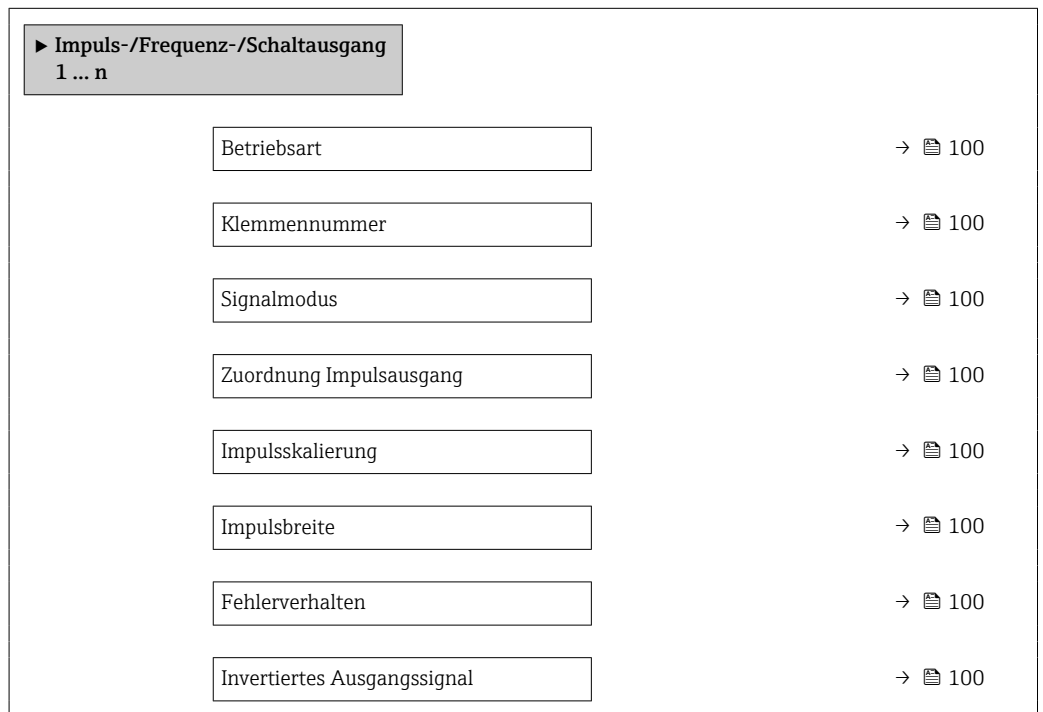 ▶ Impuls-/Frequenz-/Schaltausgang
1 ... n
Betriebsart → 100
Klemmennummer → 100
Signalmodus → 100
Zuordnung Impulsausgang → 100
Impulsskalierung → 100
Impulsbreite → 100
Fehlerverhalten → 100
Invertiertes Ausgangssignal → 100